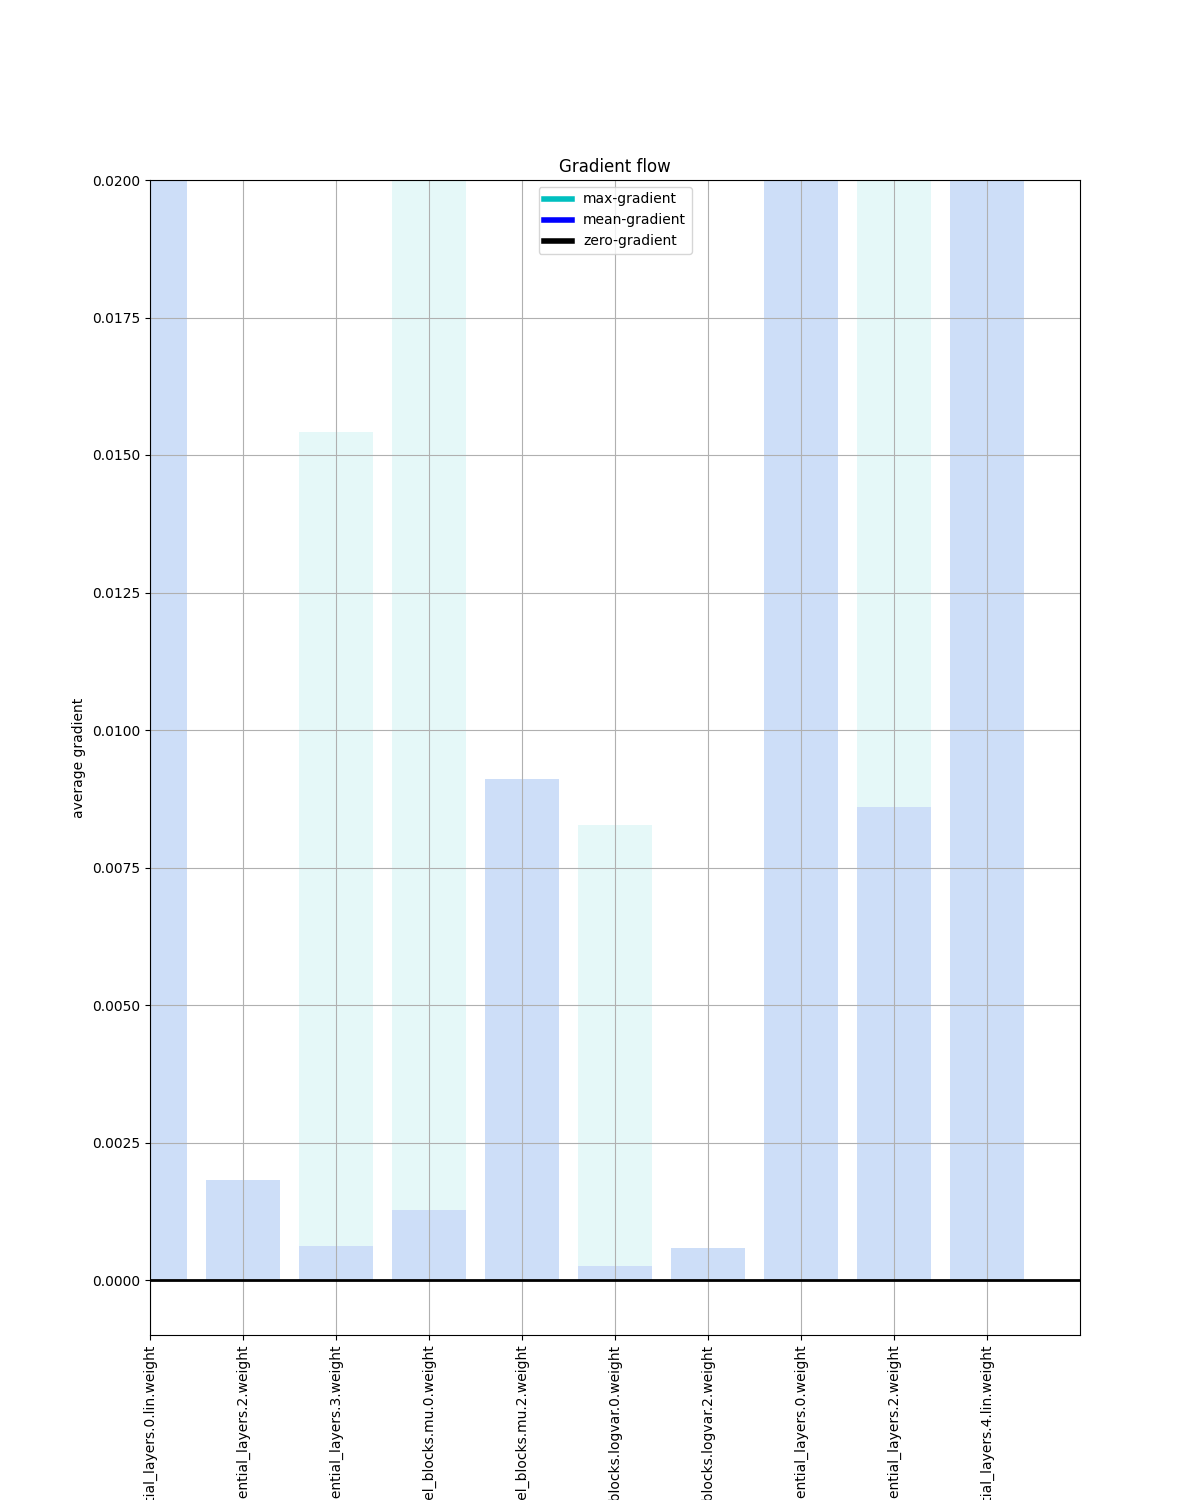 Gradient flow
max-gradient
mean-gradient
zero-gradient
average gradient
0.0200
0.0175
0.0150
0.0125
0.0100
0.0075
0.0050
0.0025
0.0000
tial_layers.0.lin.weight
ential_layers.2.weight
ential_layers.3.weight
el_blocks.mu.0.weight
el_blocks.mu.2.weight
blocks.logvar.0.weight
blocks.logvar.2.weight
ential_layers.0.weight
ential_layers.2.weight
tial_layers.4.lin.weight